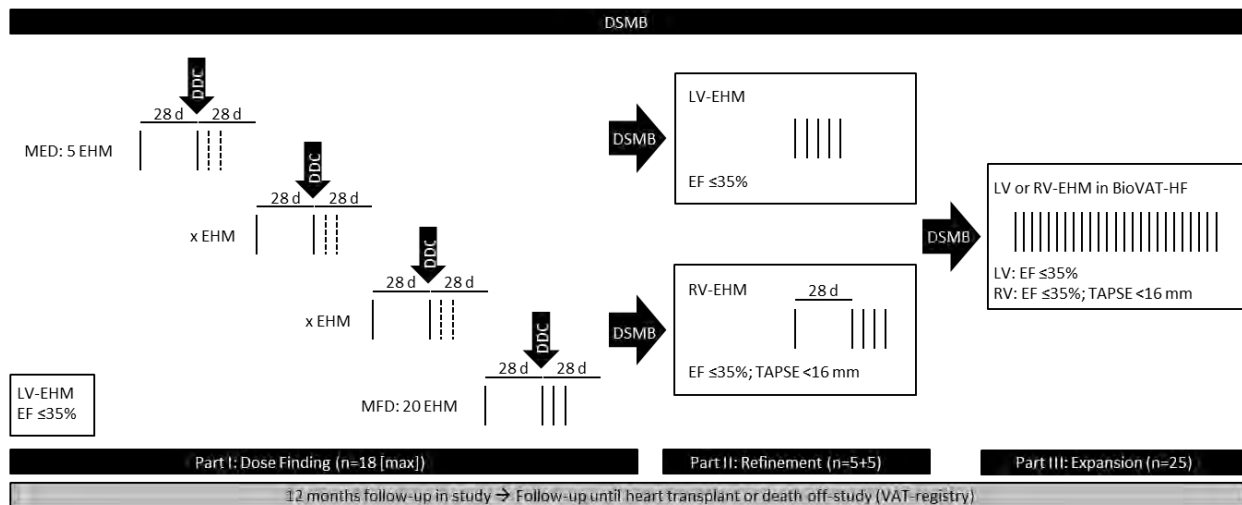 DSMB
DDC
28 d 28 d
MED: 5 EHM
DDC
28 d 28 d
x EHM
DDC
28 d 28 d
x EHM
DDC
28 d 28 d
MFD: 20 EHM
LV-EHM
EF ≤35%
DSMB
LV-EHM
EF ≤35%
DSMB
RV-EHM
28 d
EF ≤35%; TAPSE <16 mm
DSMB
LV or RV-EHM in BioVAT-HF
LV: EF ≤35%
RV: EF ≤35%; TAPSE <16 mm
Part I: Dose Finding (n=18 [max])
Part II: Refinement (n=5+5)
Part III: Expansion (n=25)
12 months follow-up in study → Follow-up until heart transplant or death off-study (VAT-registry)